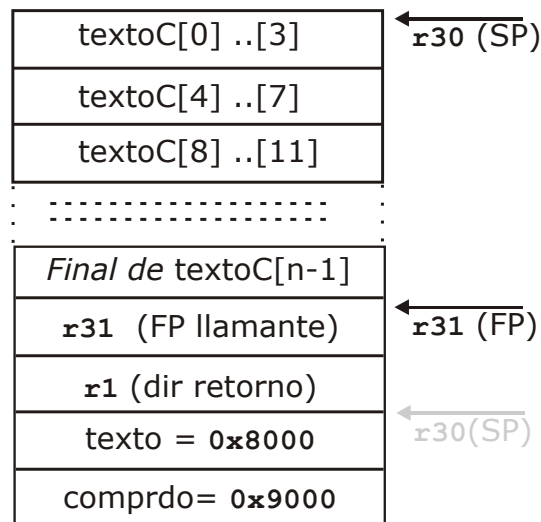 textoC[0] ..[3]
r30 (SP)
textoC[4] ..[7]
textoC[8] ..[11]
Final de textoC[n-1]
r31 (FP llamante)
r31 (FP)
r1 (dir retorno)
texto = 0x8000
r30(SP)
comprdo= 0x9000